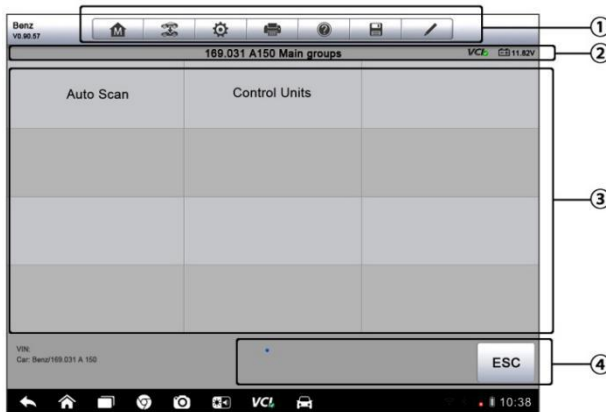 Benz
V0.90.57
M
①
169.031 A150 Main groups
VCI 11.82V
②
Auto Scan
Control Units
③
VIN:
Car: Benz/169.031 A 150
ESC
④
VCI
10:38